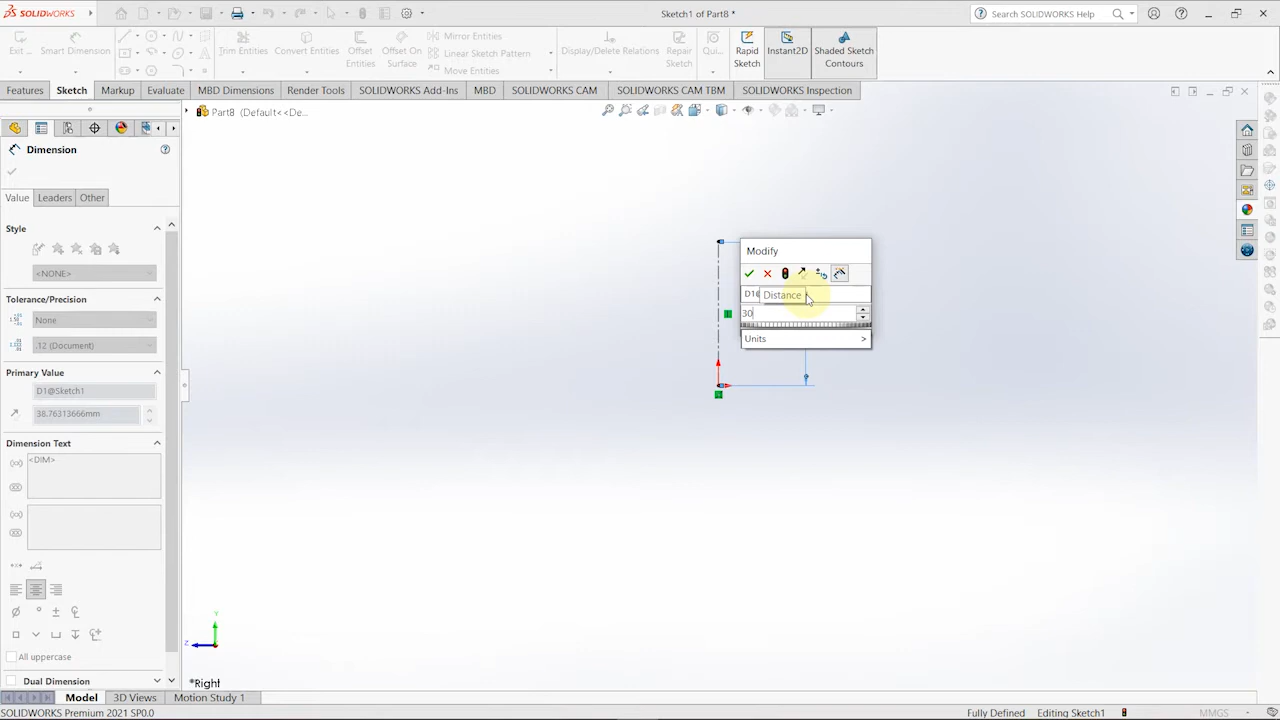 SOLIDWORKS
Sketch1 of Part8 *
Search SOLIDWORKS Help
Exit ...
Smart Dimension
Trim Entities
Convert Entities
Offset Entities
Offset On Surface
Mirror Entities
Linear Sketch Pattern
Move Entities
Display/Delete Relations
Repair Sketch
Qui...
Rapid Sketch
Instant2D
Shaded Sketch Contours
Features
Sketch
Markup
Evaluate
MBD Dimensions
Render Tools
SOLIDWORKS Add-Ins
MBD
SOLIDWORKS CAM
SOLIDWORKS CAM TBM
SOLIDWORKS Inspection
Part8 (Default<<De...
Dimension
Value
Leaders
Other
Style
<NONE>
Tolerance/Precision
None
.12 (Document)
Primary Value
D1@Sketch1
38.76313666mm
Dimension Text
<DIM>
All uppercase
Dual Dimension
Modify
D1@
Distance
30
Units >
Y
Z
*Right
Model
3D Views
Motion Study 1
SOLIDWORKS Premium 2021 SP0.0
Fully Defined
Editing Sketch1
MMGS